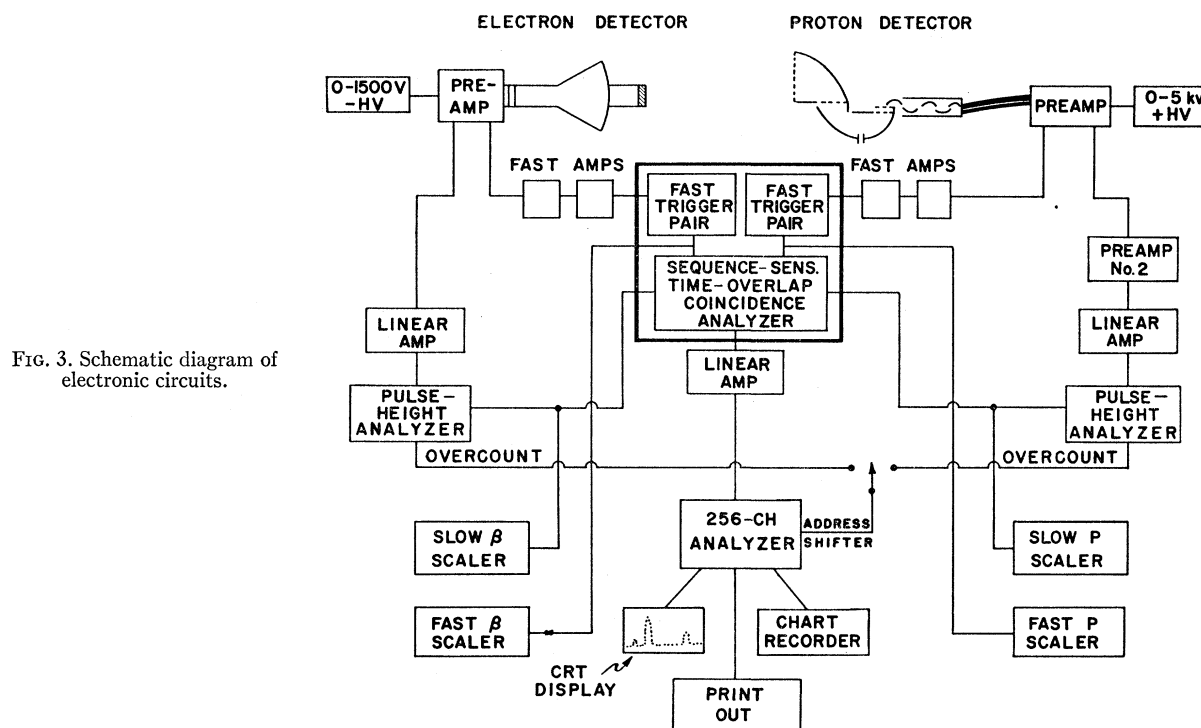 ELECTRON DETECTOR
PROTON DETECTOR
0-1500 V
-HV
PRE-
AMP
PREAMP
0-5 kv
+HV
FAST AMPS
FAST AMPS
FAST
TRIGGER
PAIR
FAST
TRIGGER
PAIR
SEQUENCE-SENS.
TIME-OVERLAP
COINCIDENCE
ANALYZER
PREAMP
No. 2
LINEAR
AMP
LINEAR
AMP
LINEAR
AMP
FIG. 3. Schematic diagram of
electronic circuits.
PULSE-
HEIGHT
ANALYZER
PULSE-
HEIGHT
ANALYZER
OVERCOUNT
OVERCOUNT
256-CH
ANALYZER
ADDRESS
SHIFTER
SLOW β
SCALER
SLOW P
SCALER
FAST β
SCALER
CHART
RECORDER
FAST P
SCALER
CRT
DISPLAY
PRINT
OUT